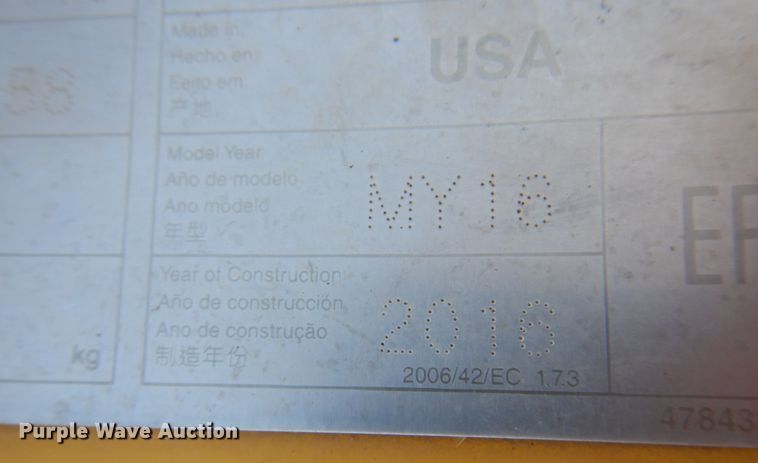 Made in:
Hecho en:
Feito em:
产地
USA
Model Year
Año de modelo
Ano modelo
年型
MY16
Year of Construction
Año de construcción
Ano de construção
制造年份
2016
2006/42/EC 1.7.3
kg
47843
Purple Wave Auction